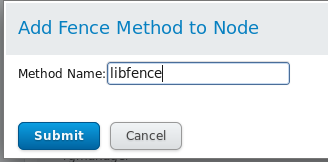 Add Fence Method to Node
Method Name: libfence
Submit Cancel